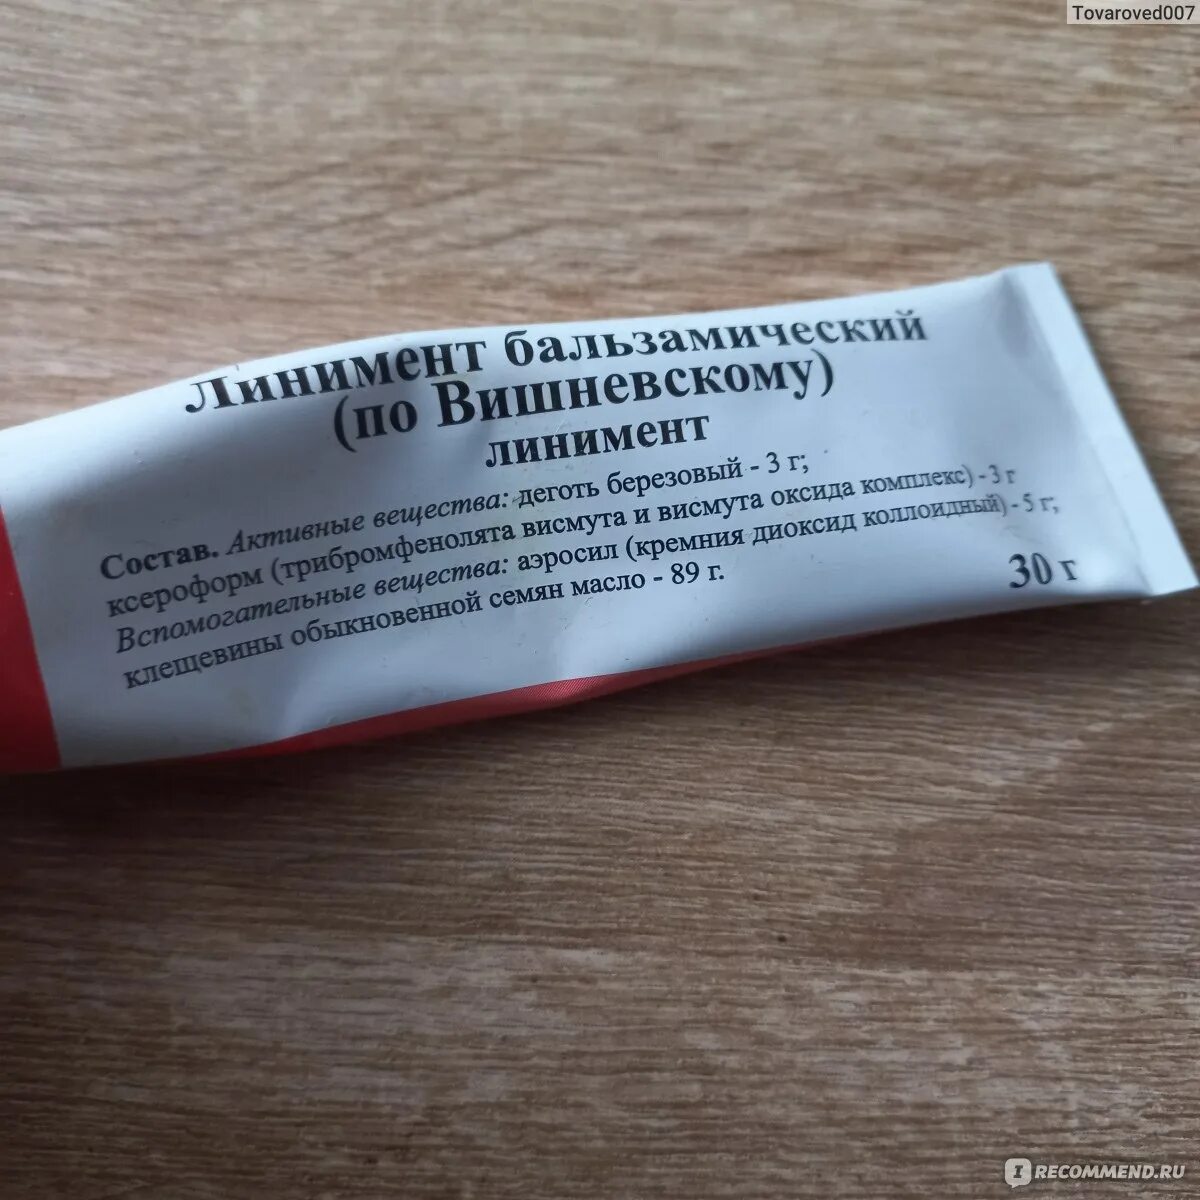 Tovaroved007
Линимент бальзамический
(по Вишневскому)
линимент
Состав. Активные вещества: деготь березовый - 3 г;
ксероформ (трибромфенолята висмута и висмута оксида комплекс) - 3 г
Вспомогательные вещества: аэросил (кремния диоксид коллоидный) - 5 г;
клещевины обыкновенной семян масло - 89 г.
30 г
IRECOMMEND.RU